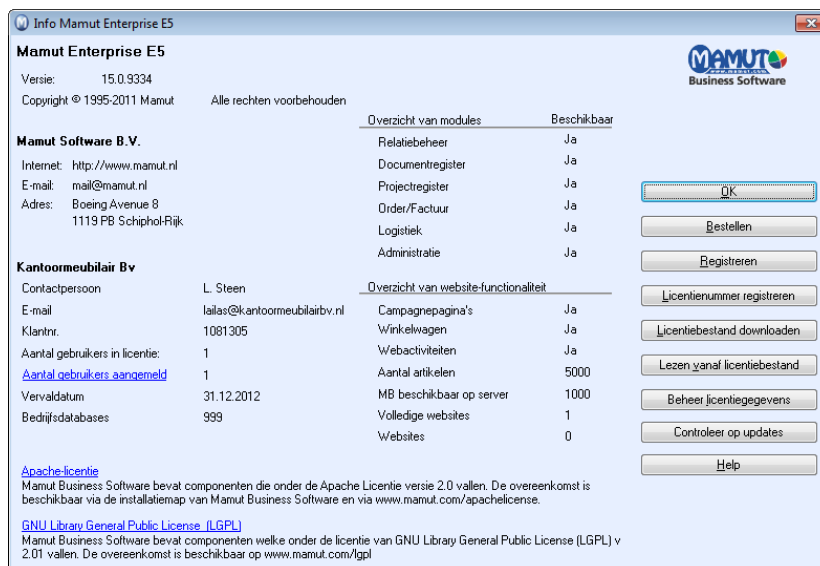 Info Mamut Enterprise E5
Mamut Enterprise E5
Versie: 15.0.9334
Copyright © 1995-2011 Mamut Alle rechten voorbehouden
Mamut Software B.V.
Internet: http://www.mamut.nl
E-mail: mail@mamut.nl
Adres: Boeing Avenue 8
1119 PB Schiphol-Rijk
Kantoormeubilair Bv
Contactpersoon L. Steen
E-mail lailas@kantoormeubilairbv.nl
Klantnr. 1081305
Aantal gebruikers in licentie: 1
Aantal gebruikers aangemeld 1
Vervaldatum 31.12.2012
Bedrijfsdatabases 999
Overzicht van modules Beschikbaar
Relatiebeheer Ja
Documentregister Ja
Projectregister Ja
Order/Factuur Ja
Logistiek Ja
Administratie Ja
Overzicht van website-functionaliteit
Campagnepagina's Ja
Winkelwagen Ja
Webactiviteiten Ja
Aantal artikelen 5000
MB beschikbaar op server 1000
Volledige websites 1
Websites 0
MAMUT
www.mamut.com
Business Software
OK
Bestellen
Registreren
Licentienummer registreren
Licentiebestand downloaden
Lezen vanaf licentiebestand
Beheer licentiegegevens
Controleer op updates
Help
Apache-licentie
Mamut Business Software bevat componenten die onder de Apache Licentie versie 2.0 vallen. De overeenkomst is
beschikbaar via de installatiemap van Mamut Business Software en via www.mamut.com/apachelicense.
GNU Library General Public License (LGPL)
Mamut Business Software bevat componenten welke onder de licentie van GNU Library General Public License (LGPL) v
2.01 vallen. De overeenkomst is beschikbaar op www.mamut.com/lgpl